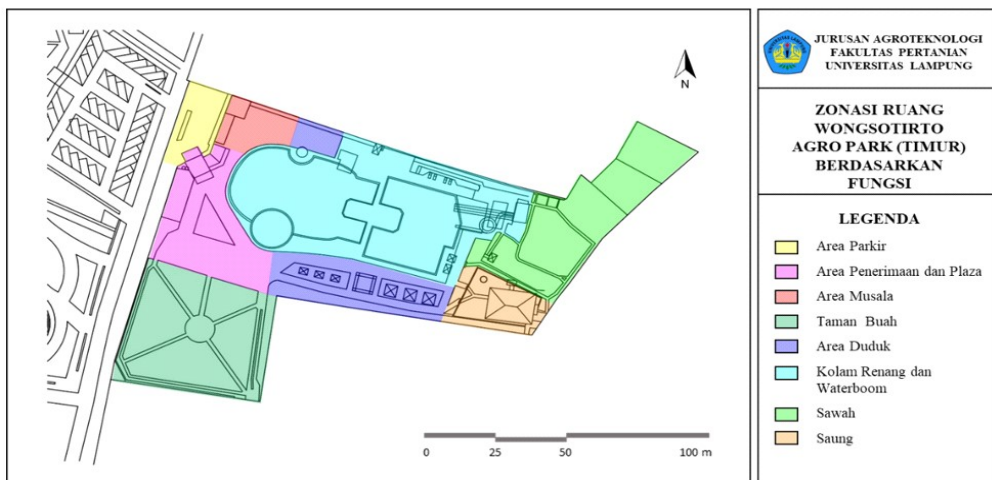 N
0 25 50 100 m
JURUSAN AGROTEKNOLOGI
FAKULTAS PERTANIAN
UNIVERSITAS LAMPUNG
ZONASI RUANG
WONGSOTIRTO
AGRO PARK (TIMUR)
BERDASARKAN
FUNGSI
LEGENDA
Area Parkir
Area Penerimaan dan Plaza
Area Musala
Taman Buah
Area Duduk
Kolam Renang dan
Waterboom
Sawah
Saung